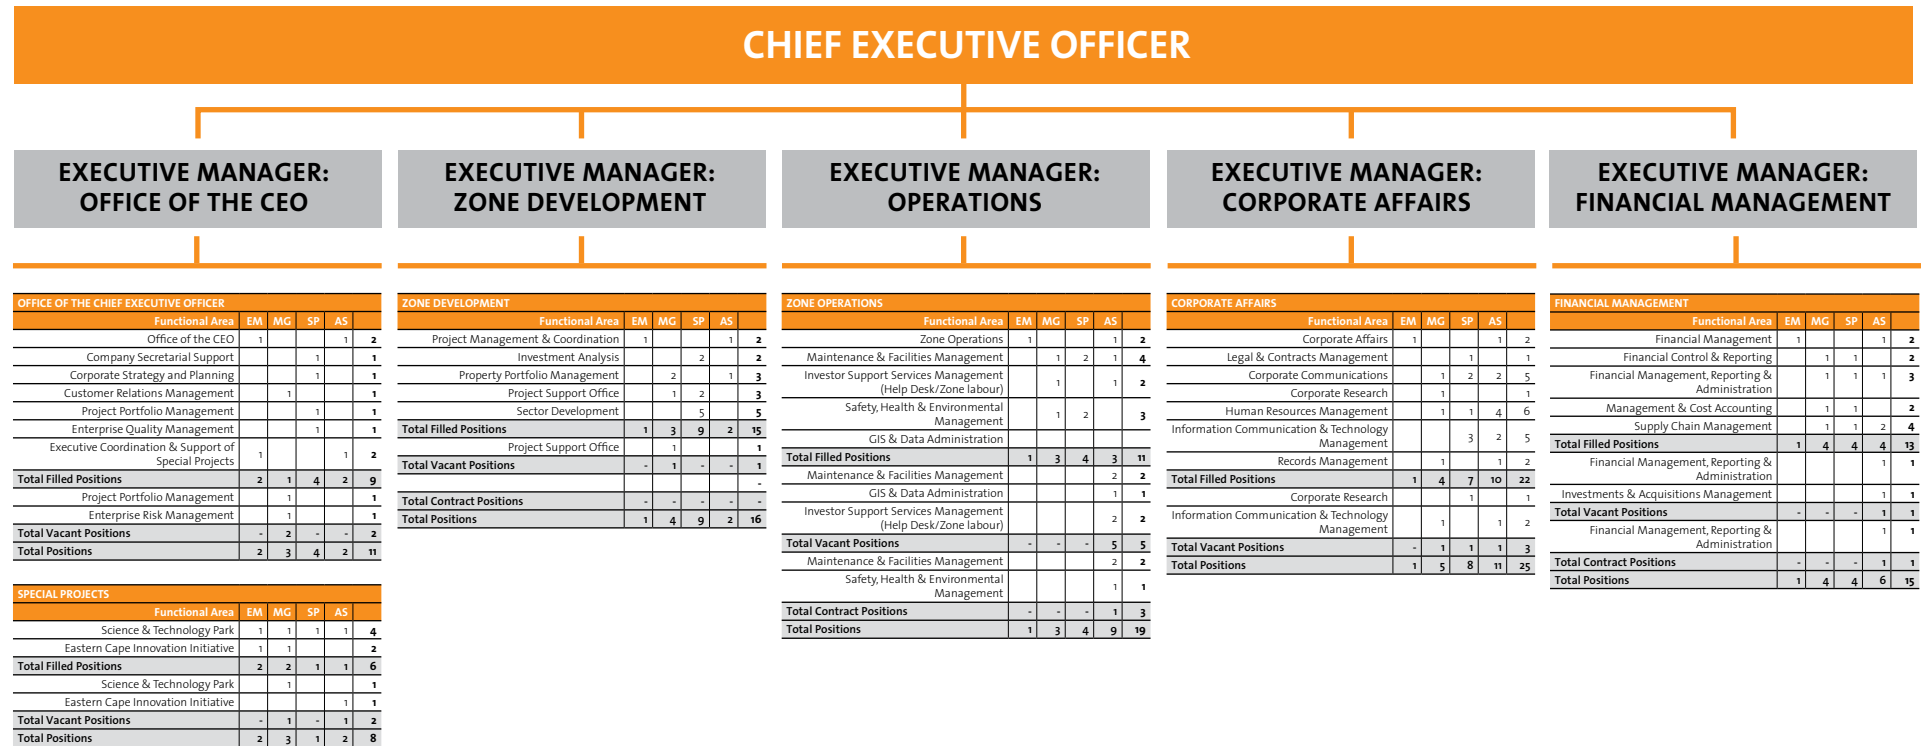 CHIEF EXECUTIVE OFFICER
EXECUTIVE MANAGER:
OFFICE OF THE CEO
EXECUTIVE MANAGER:
ZONE DEVELOPMENT
EXECUTIVE MANAGER:
OPERATIONS
EXECUTIVE MANAGER:
CORPORATE AFFAIRS
EXECUTIVE MANAGER:
FINANCIAL MANAGEMENT
OFFICE OF THE CHIEF EXECUTIVE OFFICER
Functional Area EM MG SP AS
Office of the CEO 1 1 2
Company Secretarial Support 1 1
Corporate Strategy and Planning 1 1
Customer Relations Management 1 1
Project Portfolio Management 1 1
Enterprise Quality Management 1 1
Executive Coordination & Support of
Special Projects 1 1 2
Total Filled Positions 2 1 4 2 9
Project Portfolio Management 1 1
Enterprise Risk Management 1 1
Total Vacant Positions - 2 - - 2
Total Positions 2 3 4 2 11
SPECIAL PROJECTS
Functional Area EM MG SP AS
Science & Technology Park 1 1 1 1 4
Eastern Cape Innovation Initiative 1 1 2
Total Filled Positions 2 2 1 1 6
Science & Technology Park 1 1
Eastern Cape Innovation Initiative 1 1
Total Vacant Positions - 1 - 1 2
Total Positions 2 3 1 2 8
ZONE DEVELOPMENT
Functional Area EM MG SP AS
Project Management & Coordination 1 1 2
Investment Analysis 2 2
Property Portfolio Management 2 1 3
Project Support Office 1 2 3
Sector Development 5 5
Total Filled Positions 1 3 9 2 15
Project Support Office 1 1
Total Vacant Positions - 1 - - 1
-
Total Contract Positions - - - - -
Total Positions 1 4 9 2 16
ZONE OPERATIONS
Functional Area EM MG SP AS
Zone Operations 1 1 2
Maintenance & Facilities Management 1 2 1 4
Investor Support Services Management
(Help Desk/Zone labour) 1 1 2
Safety, Health & Environmental
Management 1 2 3
GIS & Data Administration
Total Filled Positions 1 3 4 3 11
Maintenance & Facilities Management 2 2
GIS & Data Administration 1 1
Investor Support Services Management
(Help Desk/Zone labour) 2 2
Total Vacant Positions - - - 5 5
Maintenance & Facilities Management 2 2
Safety, Health & Environmental
Management 1 1
Total Contract Positions - - - 1 3
Total Positions 1 3 4 9 19
CORPORATE AFFAIRS
Functional Area EM MG SP AS
Corporate Affairs 1 1 2
Legal & Contracts Management 1 1
Corporate Communications 1 2 2 5
Corporate Research 1 1
Human Resources Management 1 1 4 6
Information Communication & Technology
Management 3 2 5
Records Management 1 1 2
Total Filled Positions 1 4 7 10 22
Corporate Research 1 1
Information Communication & Technology
Management 1 1 2
Total Vacant Positions - 1 1 1 3
Total Positions 1 5 8 11 25
FINANCIAL MANAGEMENT
Functional Area EM MG SP AS
Financial Management 1 1 2
Financial Control & Reporting 1 1 2
Financial Management, Reporting &
Administration 1 1 1 3
Management & Cost Accounting 1 1 2
Supply Chain Management 1 1 2 4
Total Filled Positions 1 4 4 4 13
Financial Management, Reporting &
Administration 1 1
Investments & Acquisitions Management 1 1
Total Vacant Positions - - - 1 1
Financial Management, Reporting &
Administration 1 1
Total Contract Positions - - - 1 1
Total Positions 1 4 4 6 15